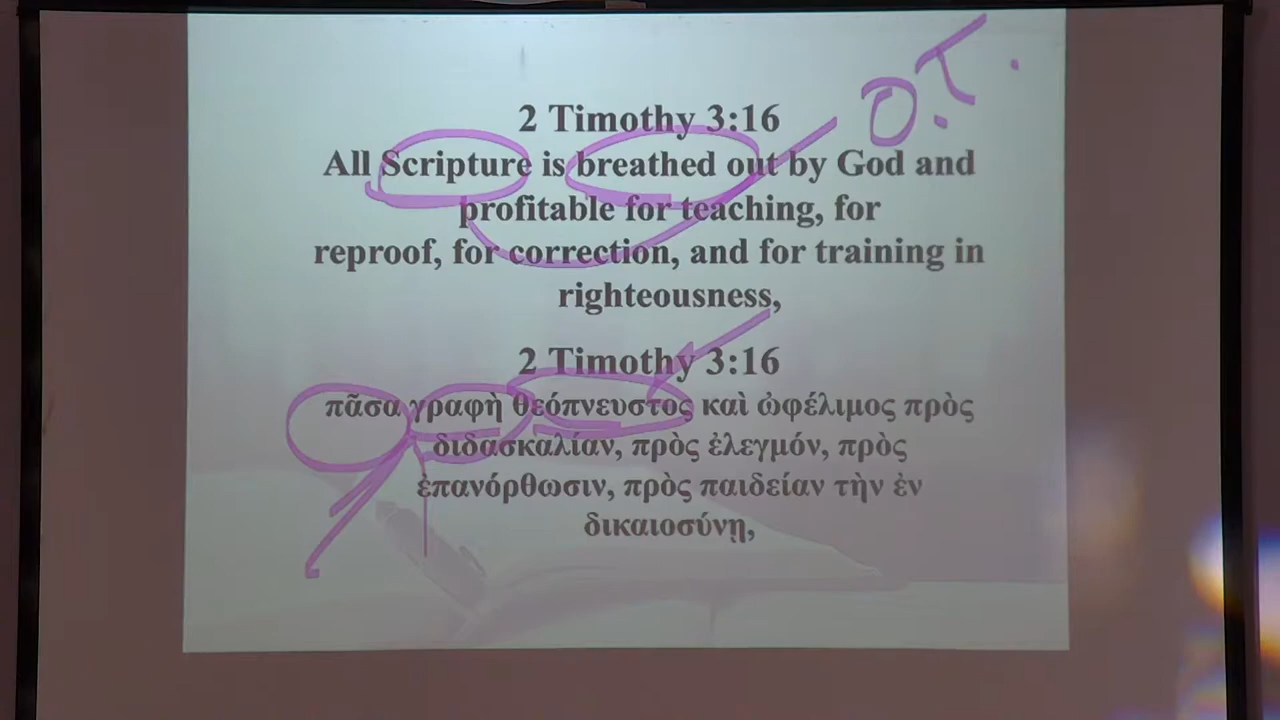 O.T.
2 Timothy 3:16
All Scripture is breathed out by God and
profitable for teaching, for
reproof, for correction, and for training in
righteousness,
2 Timothy 3:16
πᾶσα γραφὴ θεόπνευστος καὶ ὠφέλιμος πρὸς
διδασκαλίαν, πρὸς ἐλεγμόν, πρὸς
ἐπανόρθωσιν, πρὸς παιδείαν τὴν ἐν
δικαιοσύνῃ,